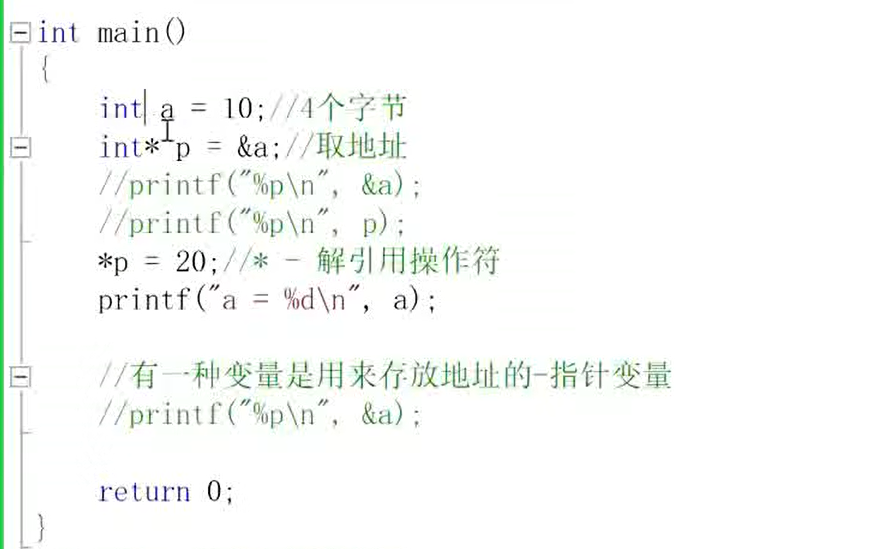 int main()
{
int a = 10;//4个字节
int* p = &a;//取地址
//printf("%p\n", &a);
//printf("%p\n", p);
*p = 20;//* - 解引用操作符
printf("a = %d\n", a);
//有一种变量是用来存放地址的-指针变量
//printf("%p\n", &a);
return 0;
}